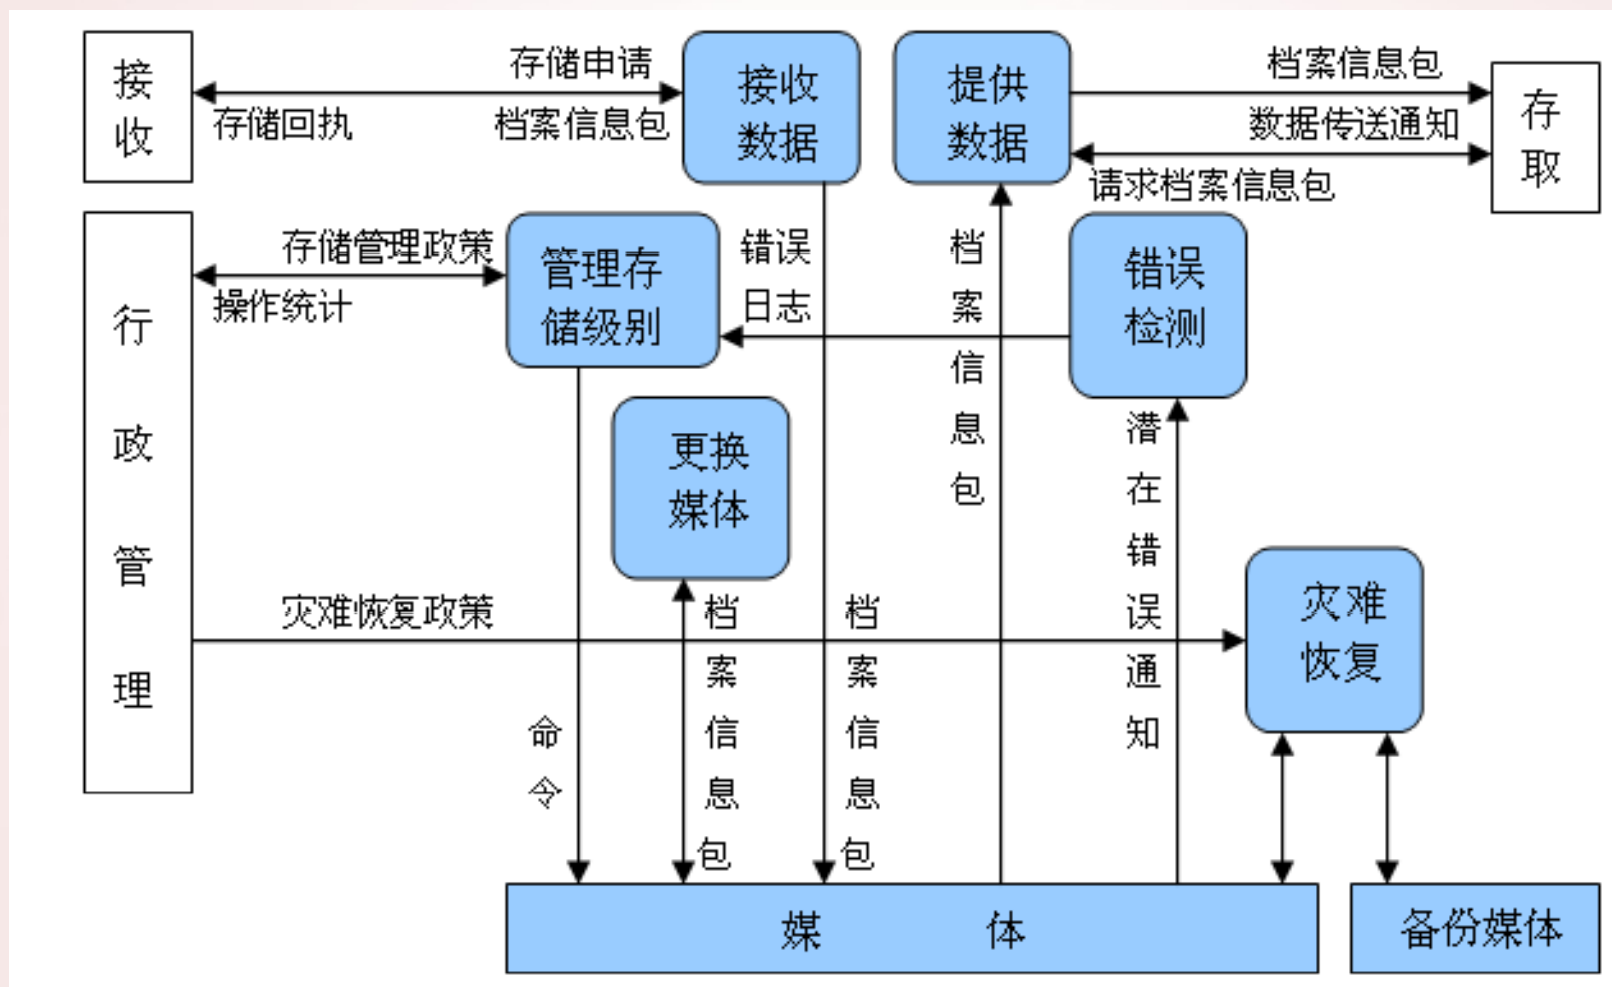 接收
存储申请
存储回执
档案信息包
接收
数据
提供
数据
档案信息包
数据传送通知
请求档案信息包
存取
行政管理
存储管理政策
操作统计
管理存
储级别
错误
日志
档案信息包
错误
检测
更换
媒体
潜在错误通知
灾难恢复政策
灾难
恢复
命令
档案信息包
档案信息包
媒体
备份媒体